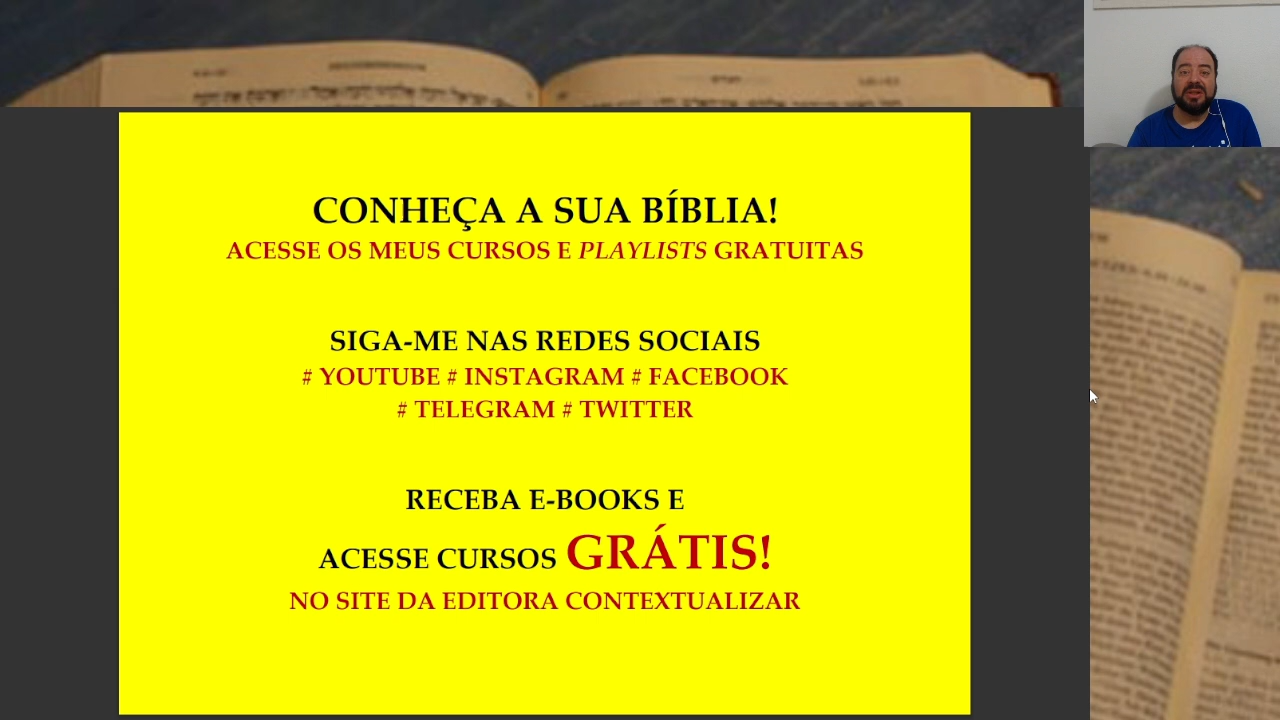 CONHEÇA A SUA BÍBLIA!
ACESSE OS MEUS CURSOS E PLAYLISTS GRATUITAS
SIGA-ME NAS REDES SOCIAIS
# YOUTUBE # INSTAGRAM # FACEBOOK
# TELEGRAM # TWITTER
RECEBA E-BOOKS E
ACESSE CURSOS GRÁTIS!
NO SITE DA EDITORA CONTEXTUALIZAR